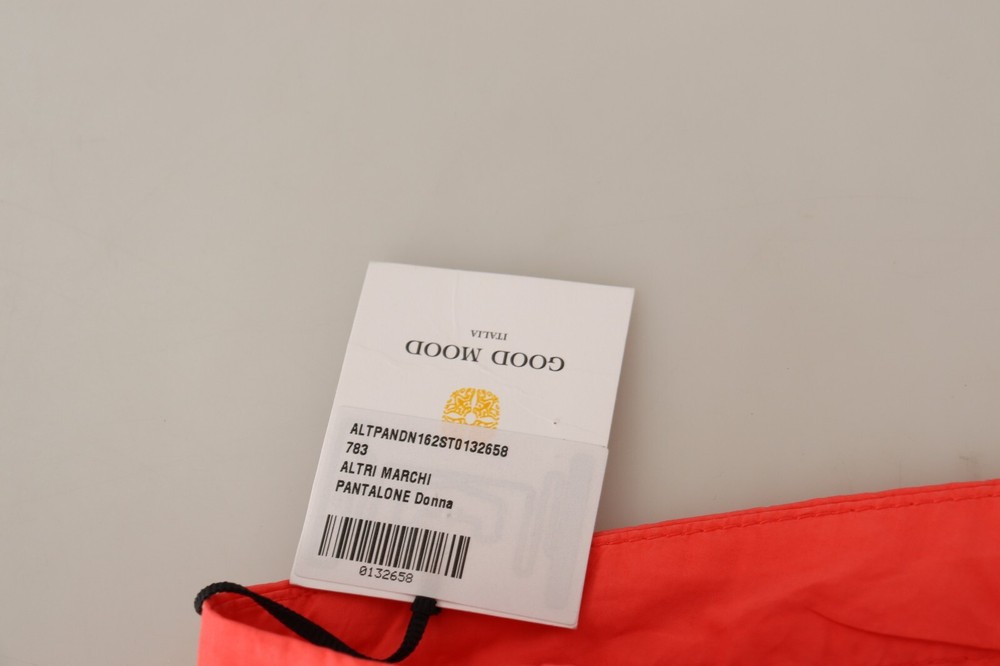 GOOD MOOD
ITALIA
ALTPANDN162ST0132658
783
ALTRI MARCHI
PANTALONE Donna
0132658